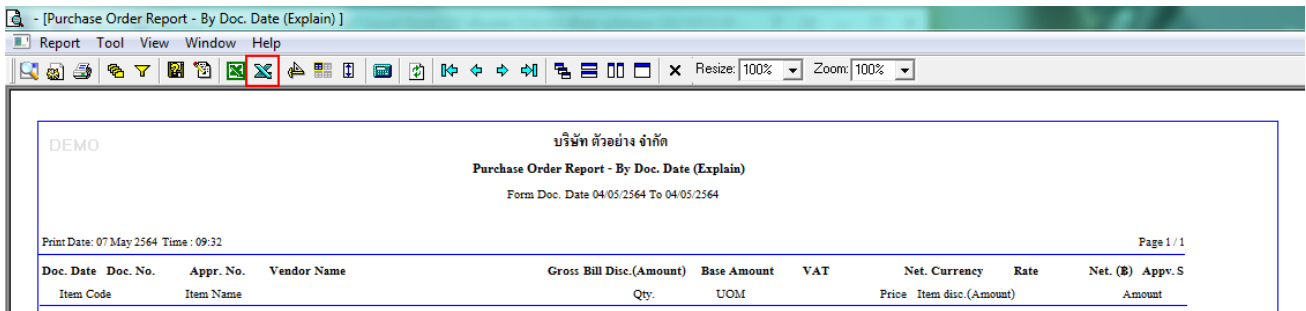 - [Purchase Order Report - By Doc. Date (Explain) ]
Report Tool View Window Help
Resize: 100% Zoom: 100%
DEMO
บริษัท ตัวอย่าง จำกัด
Purchase Order Report - By Doc. Date (Explain)
Form Doc. Date 04/05/2564 To 04/05/2564
Print Date: 07 May 2564 Time : 09:32 Page 1 / 1
Doc. Date Doc. No. Appr. No. Vendor Name Gross Bill Disc.(Amount) Base Amount VAT Net. Currency Rate Net. (฿) Appv. S
Item Code Item Name Qty. UOM Price Item disc.(Amount) Amount